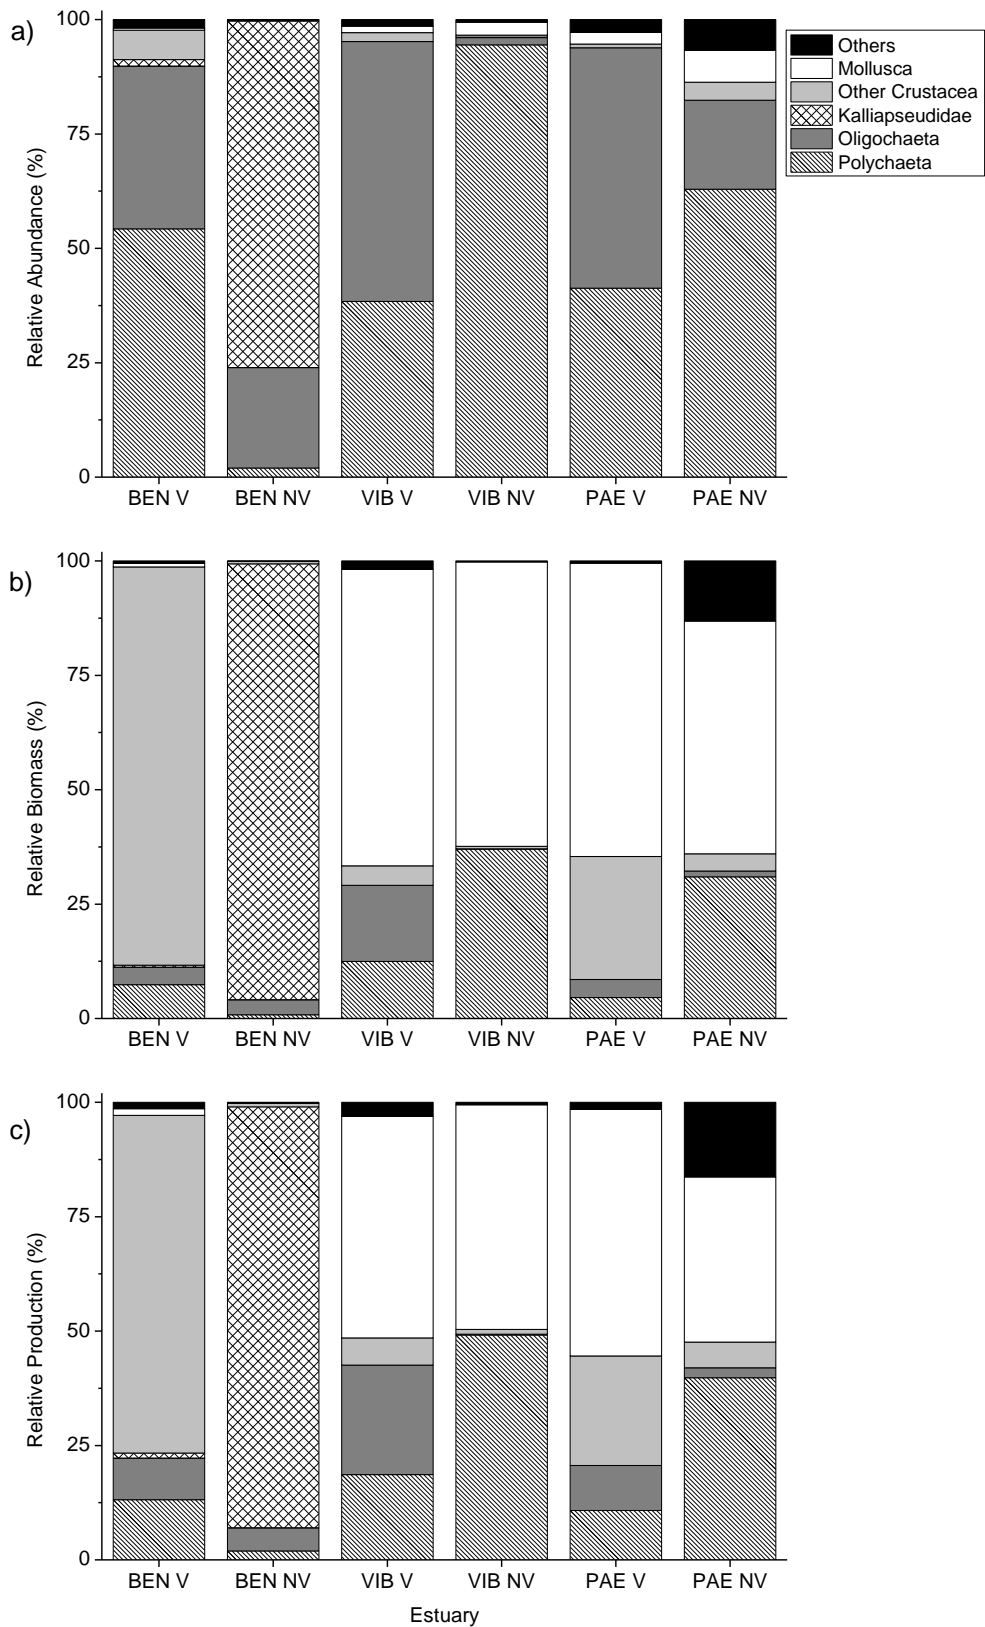 a)
100
75
50
25
0
Relative Abundance (%)
BEN V BEN NV VIB V VIB NV PAE V PAE NV
Others
Mollusca
Other Crustacea
Kalliapseudidae
Oligochaeta
Polychaeta
b)
100
75
50
25
0
Relative Biomass (%)
BEN V BEN NV VIB V VIB NV PAE V PAE NV
c)
100
75
50
25
0
Relative Production (%)
BEN V BEN NV VIB V VIB NV PAE V PAE NV
Estuary